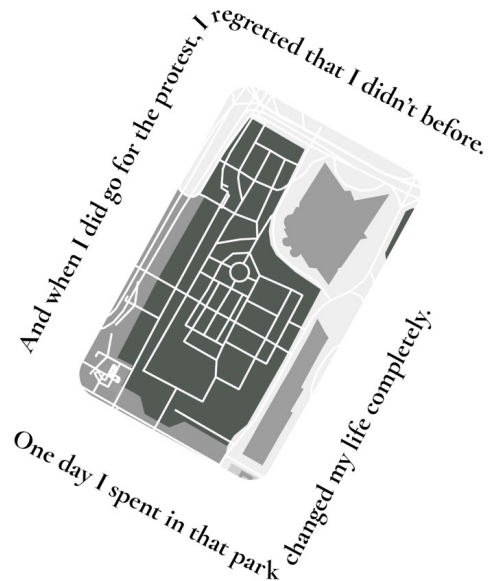 And when I did go for the protest, I regretted that I didn't before.
One day I spent in that park changed my life completely.